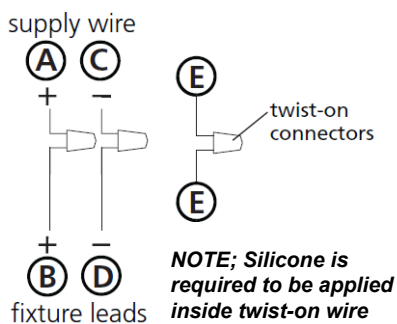 supply wire
A C
+ −
E
twist-on
connectors
E
+ −
B D
fixture leads
NOTE; Silicone is
required to be applied
inside twist-on wire